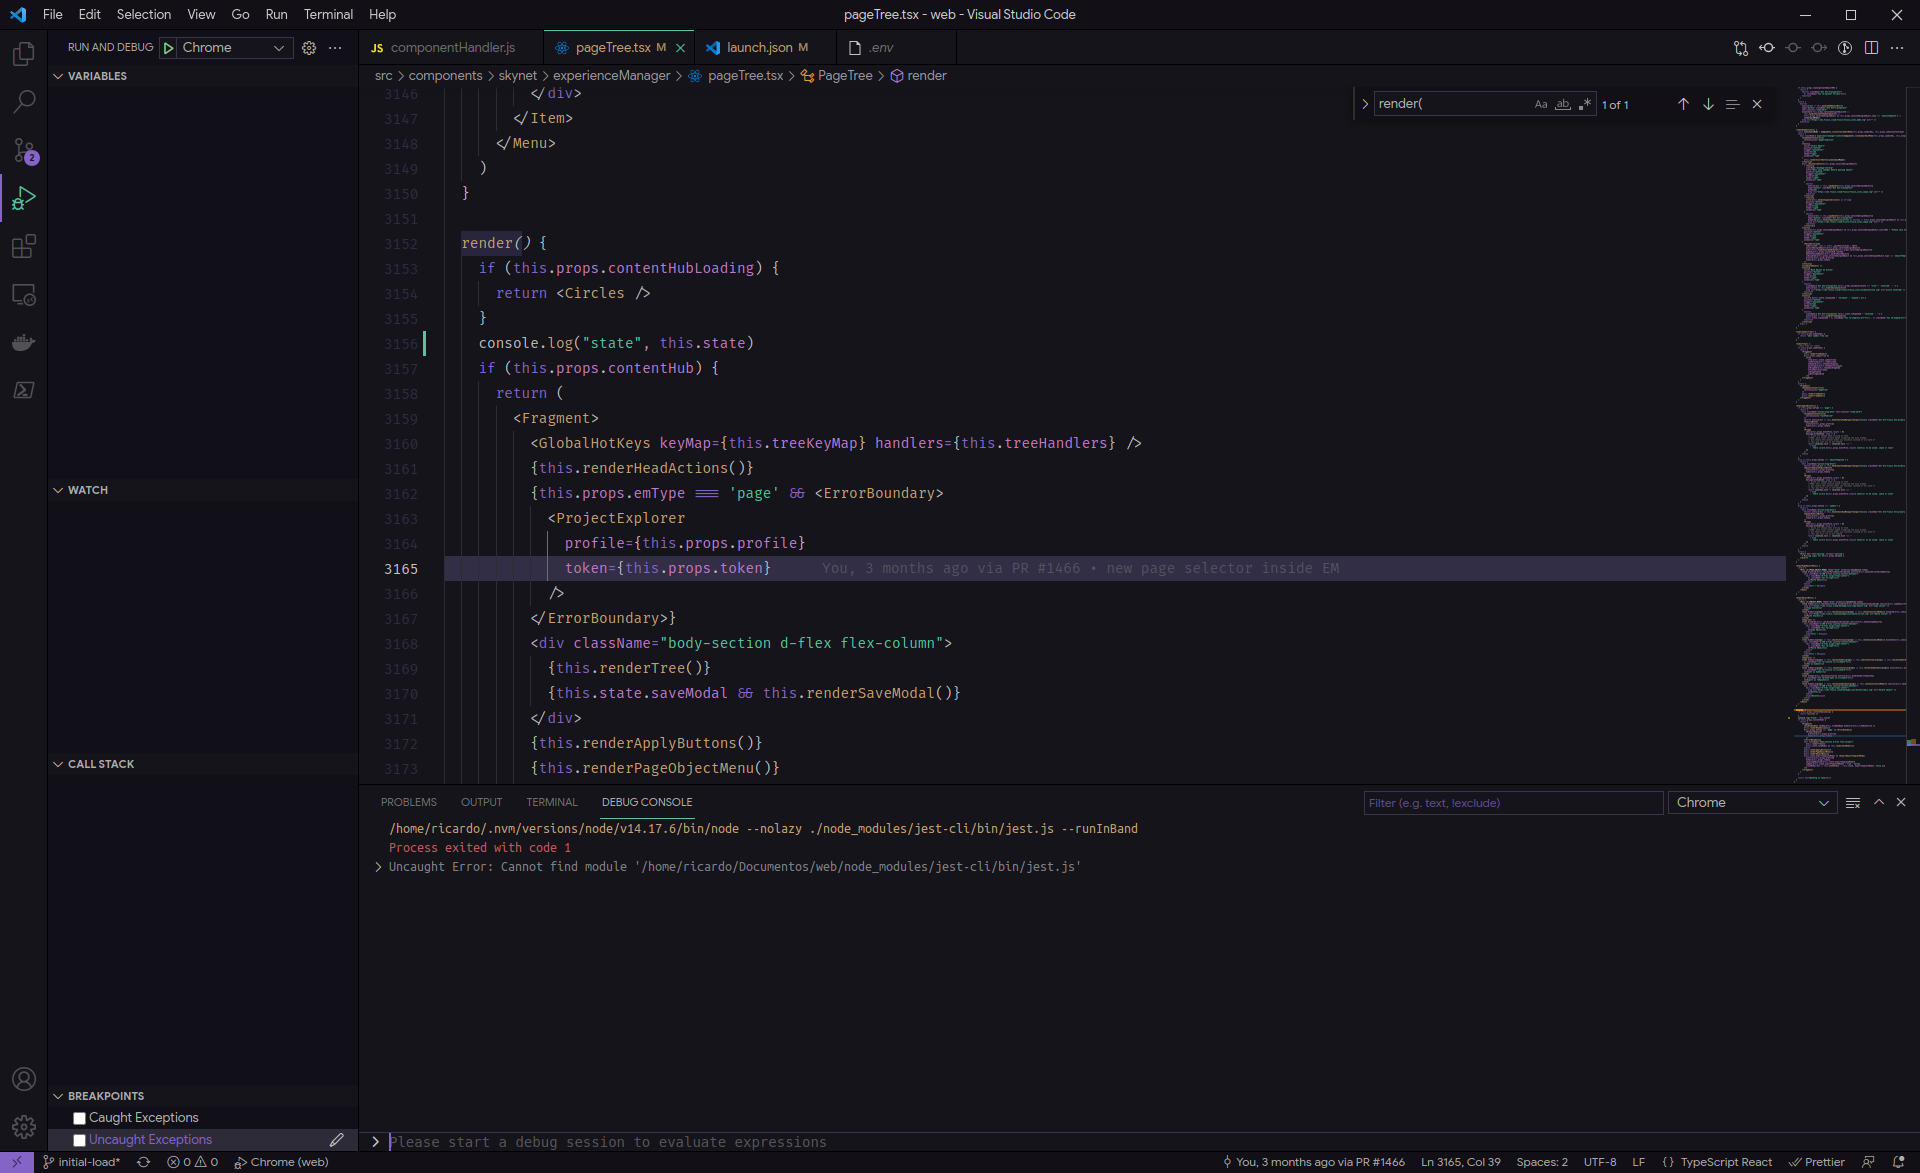 File Edit Selection View Go Run Terminal Help
pageTree.tsx - web - Visual Studio Code
RUN AND DEBUG Chrome
JS componentHandler.js pageTree.tsx M launch.json M .env
src > components > skynet > experienceManager > pageTree.tsx > PageTree > render
render( Aa ab 1 of 1
VARIABLES
WATCH
CALL STACK
BREAKPOINTS
Caught Exceptions
Uncaught Exceptions
2
3146 </div>
3147 </Item>
3148 </Menu>
3149 )
3150 }
3151
3152 render() {
3153 if (this.props.contentHubLoading) {
3154 return <Circles />
3155 }
3156 console.log("state", this.state)
3157 if (this.props.contentHub) {
3158 return (
3159 <Fragment>
3160 <GlobalHotKeys keyMap={this.treeKeyMap} handlers={this.treeHandlers} />
3161 {this.renderHeadActions()}
3162 {this.props.emType === 'page' && <ErrorBoundary>
3163 <ProjectExplorer
3164 profile={this.props.profile}
3165 token={this.props.token} You, 3 months ago via PR #1466 • new page selector inside EM
3166 />
3167 </ErrorBoundary>}
3168 <div className="body-section d-flex flex-column">
3169 {this.renderTree()}
3170 {this.state.saveModal && this.renderSaveModal()}
3171 </div>
3172 {this.renderApplyButtons()}
3173 {this.renderPageObjectMenu()}
PROBLEMS OUTPUT TERMINAL DEBUG CONSOLE
Filter (e.g. text, !exclude) Chrome
/home/ricardo/.nvm/versions/node/v14.17.6/bin/node --nolazy ./node_modules/jest-cli/bin/jest.js --runInBand
Process exited with code 1
> Uncaught Error: Cannot find module '/home/ricardo/Documentos/web/node_modules/jest-cli/bin/jest.js'
Please start a debug session to evaluate expressions
initial-load* 0 0 Chrome (web)
You, 3 months ago via PR #1466 Ln 3165, Col 39 Spaces: 2 UTF-8 LF { } TypeScript React Prettier